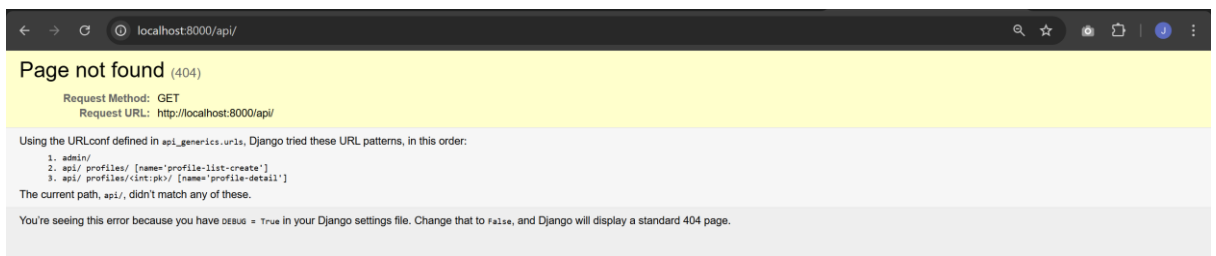 localhost:8000/api/
J
Page not found (404)
Request Method: GET
Request URL: http://localhost:8000/api/
Using the URLconf defined in api_generics.urls, Django tried these URL patterns, in this order:
1. admin/
2. api/ profiles/ [name='profile-list-create']
3. api/ profiles/<int:pk>/ [name='profile-detail']
The current path, api/, didn’t match any of these.
You’re seeing this error because you have DEBUG = True in your Django settings file. Change that to False, and Django will display a standard 404 page.